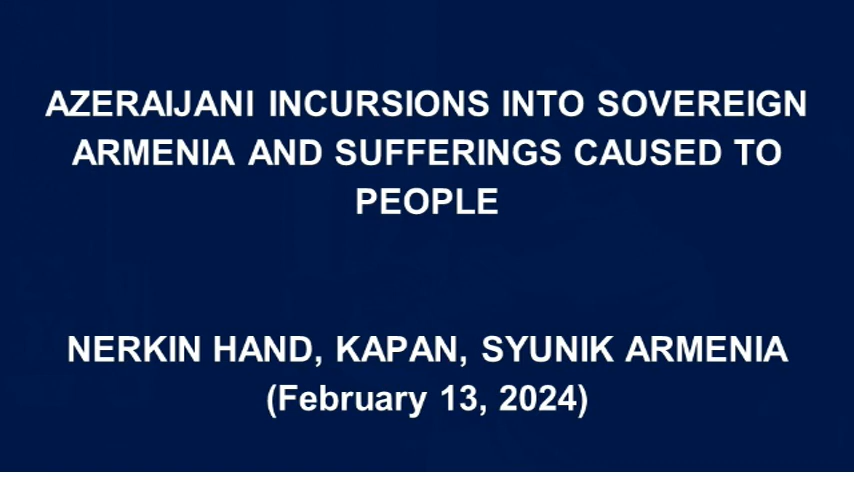 AZERAIJANI INCURSIONS INTO SOVEREIGN
ARMENIA AND SUFFERINGS CAUSED TO
PEOPLE
NERKIN HAND, KAPAN, SYUNIK ARMENIA
(February 13, 2024)